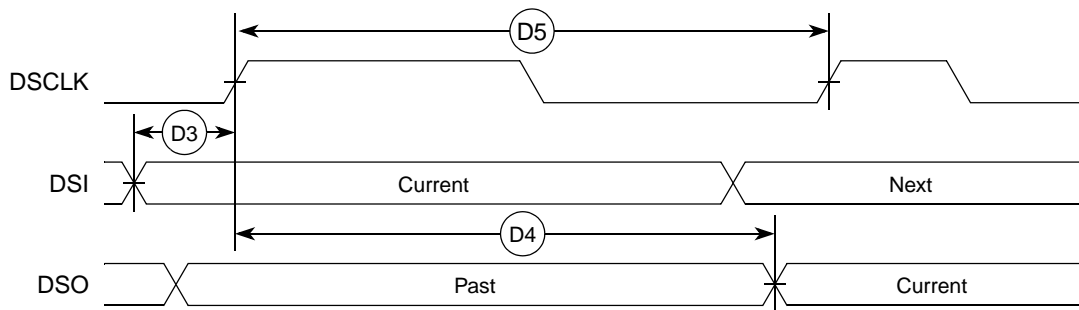 D5
DSCLK
D3
DSI
Current
Next
D4
DSO
Past
Current